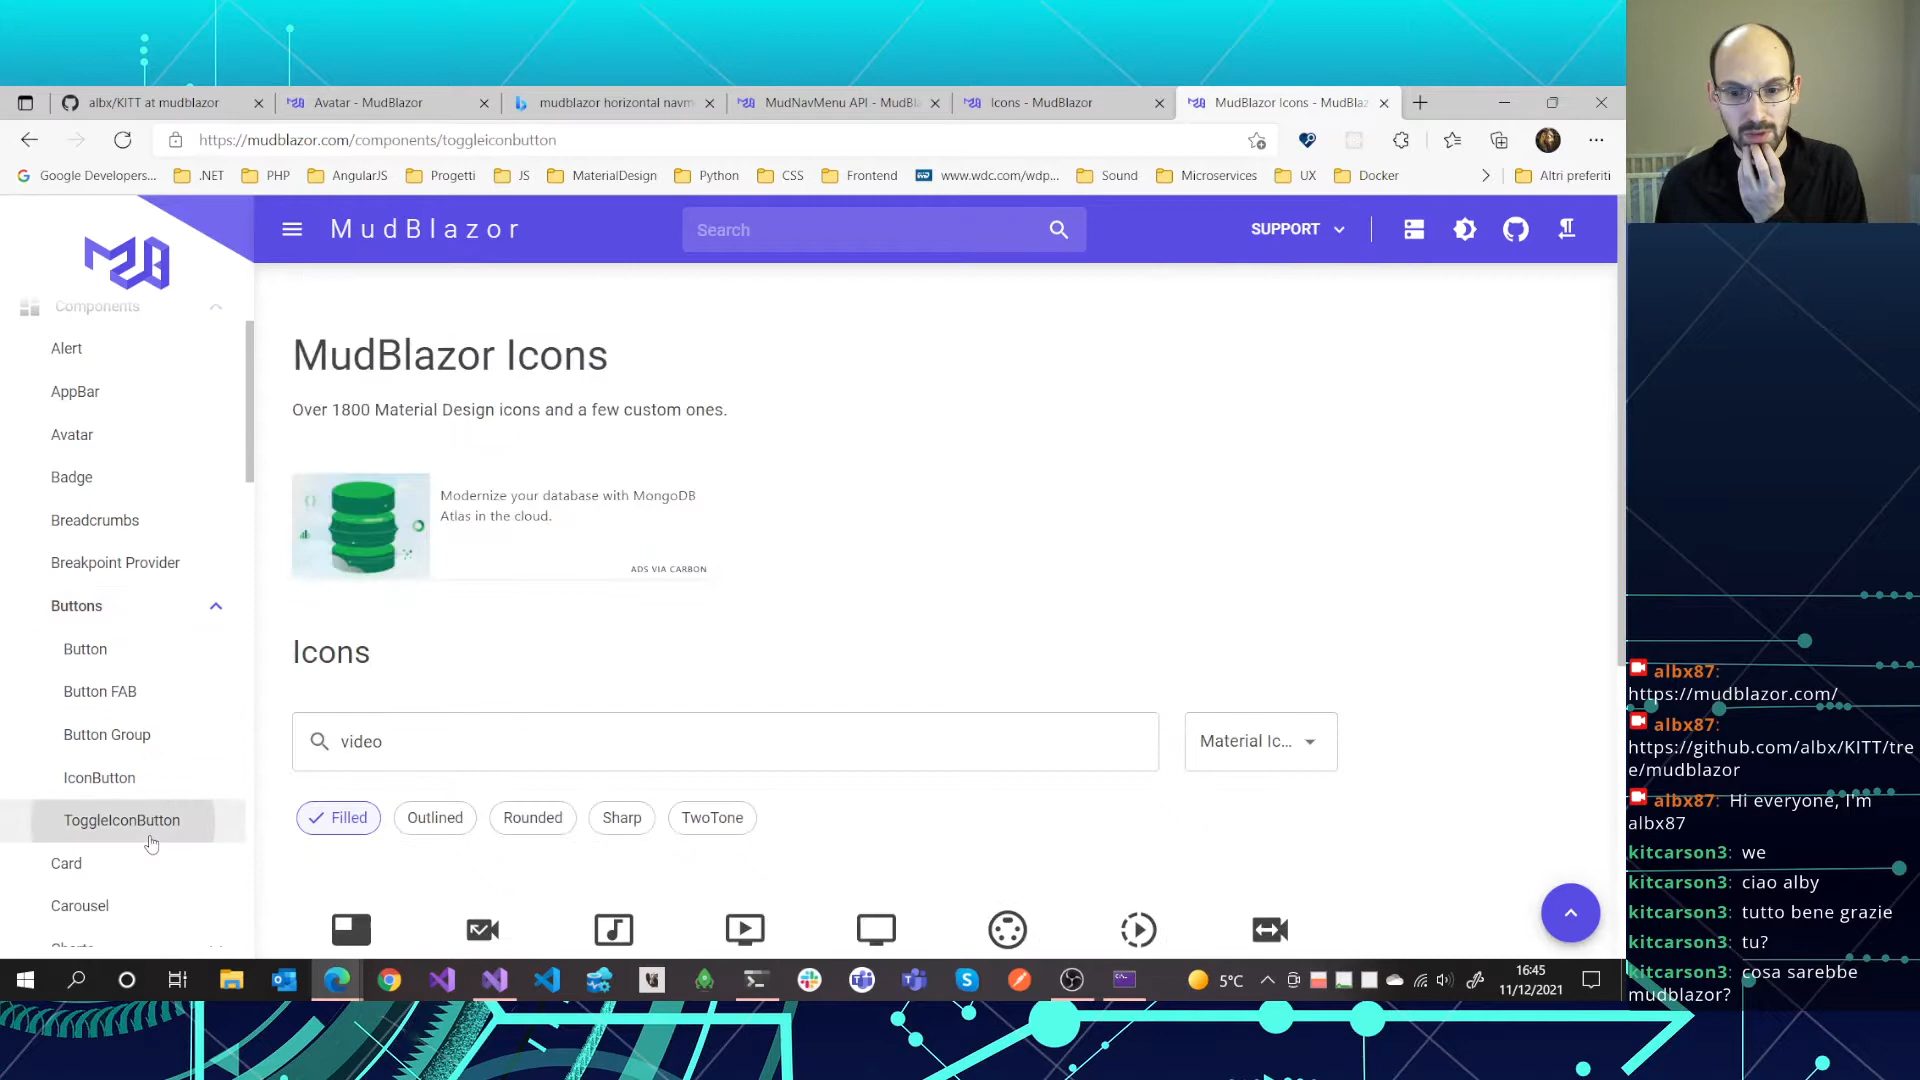 albx/KITT at mudblazor
Avatar - MudBlazor
mudblazor horizontal navm
MudNavMenu API - MudBla
Icons - MudBlazor
MudBlazor Icons - MudBlaz
https://mudblazor.com/components/toggleiconbutton
Google Developers...
.NET
PHP
AngularJS
Progetti
JS
MaterialDesign
Python
CSS
Frontend
www.wdc.com/wdp...
Sound
Microservices
UX
Docker
Altri preferiti
MudBlazor
Search
SUPPORT
Components
Alert
AppBar
Avatar
Badge
Breadcrumbs
Breakpoint Provider
Buttons
Button
Button FAB
Button Group
IconButton
ToggleIconButton
Card
Carousel
Charts
MudBlazor Icons
Over 1800 Material Design icons and a few custom ones.
Modernize your database with MongoDB
Atlas in the cloud.
ADS VIA CARBON
Icons
video
Material Ic...
Filled
Outlined
Rounded
Sharp
TwoTone
albx87:
https://mudblazor.com/
albx87:
https://github.com/albx/KITT/tre
e/mudblazor
albx87: Hi everyone, I'm
albx87
kitcarson3: we
kitcarson3: ciao alby
kitcarson3: tutto bene grazie
kitcarson3: tu?
kitcarson3: cosa sarebbe
mudblazor?
5°C
16:45
11/12/2021